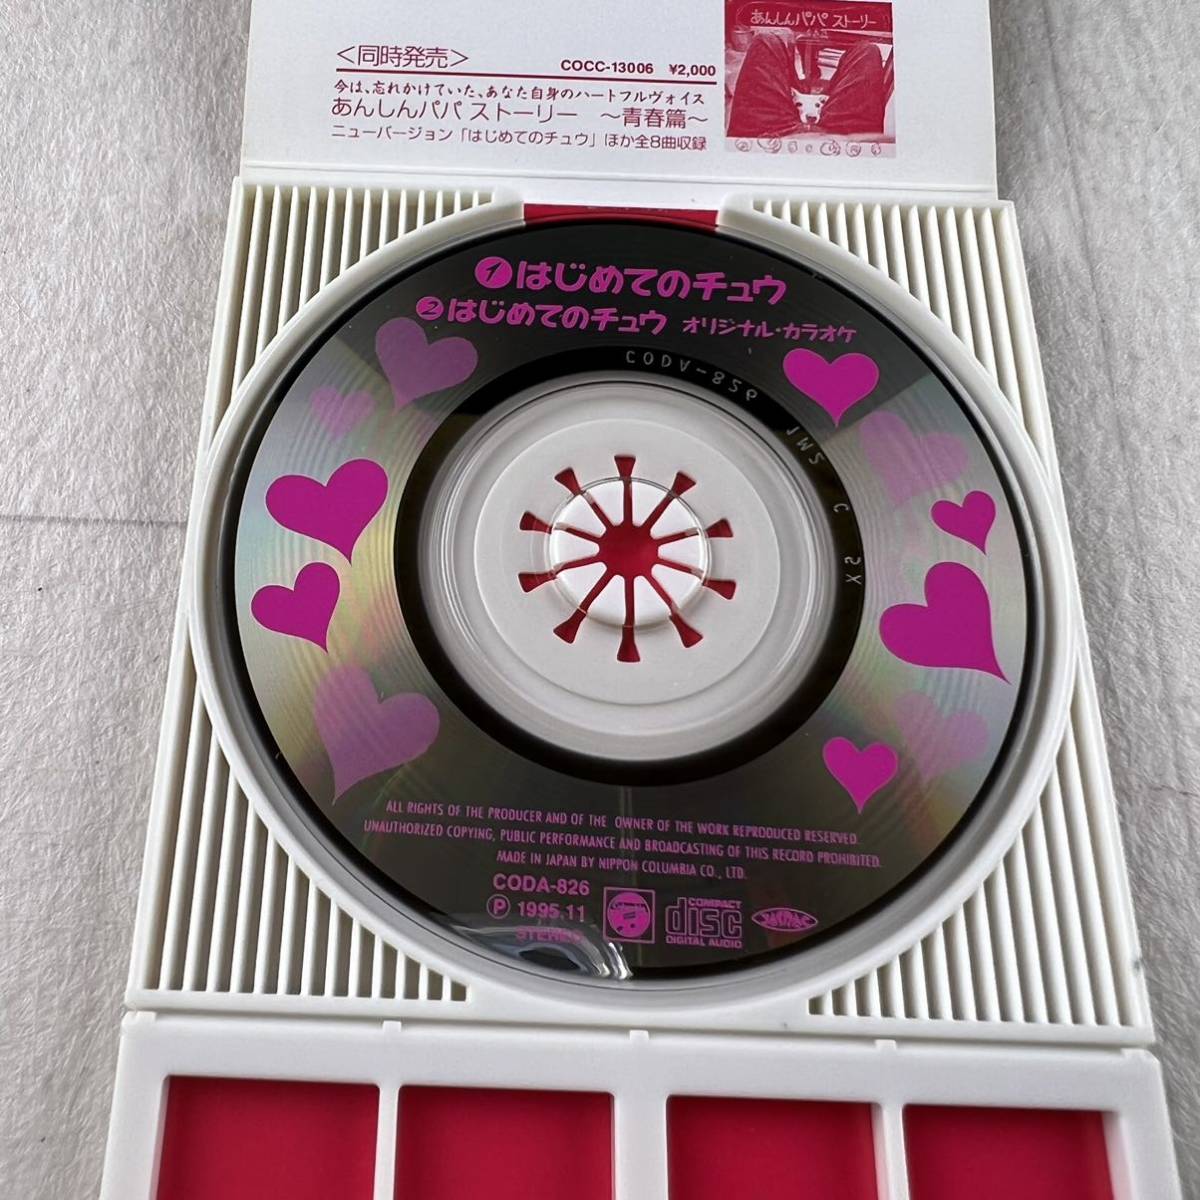 あんしんパパ ストーリー
<同時発売>
COCC-13006 ¥2,000
今は、忘れかけていた、あなた自身のハートフルヴォイス
あんしんパパ ストーリー ～青春篇～
ニューバージョン「はじめてのチュウ」ほか全8曲収録
1 はじめてのチュウ
2 はじめてのチュウ オリジナル・カラオケ
CODA-826 JWS C SX
ALL RIGHTS OF THE PRODUCER AND OF THE OWNER OF THE WORK REPRODUCED RESERVED.
UNAUTHORIZED COPYING, PUBLIC PERFORMANCE AND BROADCASTING OF THIS RECORD PROHIBITED.
MADE IN JAPAN BY NIPPON COLUMBIA CO., LTD.
CODA-826
Ⓟ 1995.11
STEREO
Columbia
COMPACT
disc
DIGITAL AUDIO
JASRAC